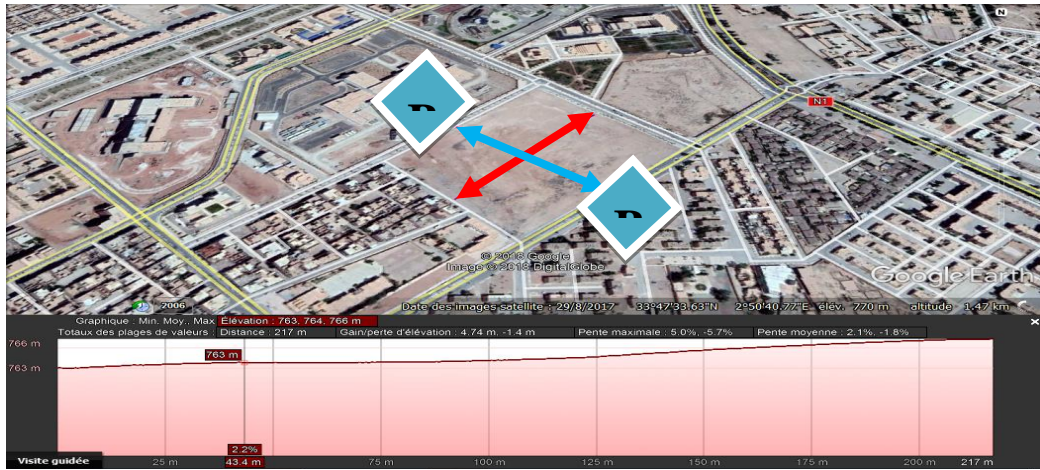 N
N1
© 2018 Google
Image © 2018 DigitalGlobe
Google Earth
2006
Date des images satellite : 29/8/2017 33°47'33.63"N 2°50'40.77"E élév. 770 m altitude 1.47 km
Graphique : Min. Moy., Max Élévation : 763, 764, 766 m
Totaux des plages de valeurs : Distance : 217 m Gain/perte d'élévation : 4.74 m, -1.4 m Pente maximale : 5.0%, -5.7% Pente moyenne : 2.1%, -1.8%
766 m
763 m
763 m
2.2%
Visite guidée 25 m 43.4 m 75 m 100 m 125 m 150 m 175 m 200 m 217 m